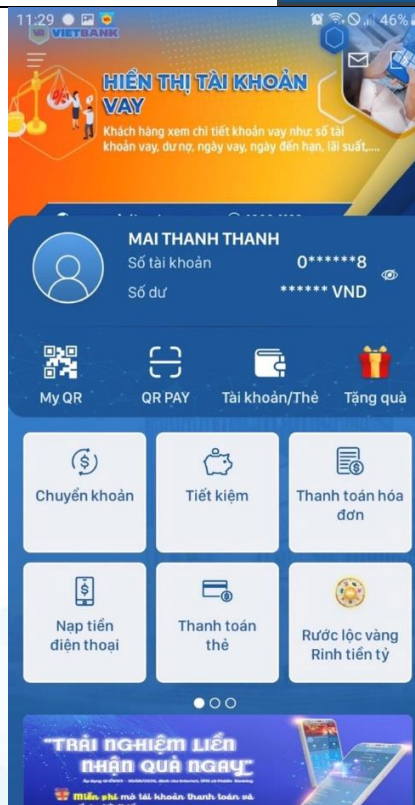 11:29
46%
VIETBANK
HIỂN THỊ TÀI KHOẢN
VAY
Khách hàng xem chi tiết khoản vay như: số tài
khoản vay, dư nợ, ngày vay, ngày đến hạn, lãi suất,....
MAI THANH THANH
Số tài khoản 0******8
Số dư ****** VND
My QR QR PAY Tài khoản/Thẻ Tặng quà
Chuyển khoản Tiết kiệm Thanh toán hóa
đơn
Nạp tiền Thanh toán Rước lộc vàng
điện thoại thẻ Rinh tiền tỷ
"TRẢI NGHIỆM LIỀN
NHẬN QUÀ NGAY"
Miễn phí mở tài khoản thanh toán và